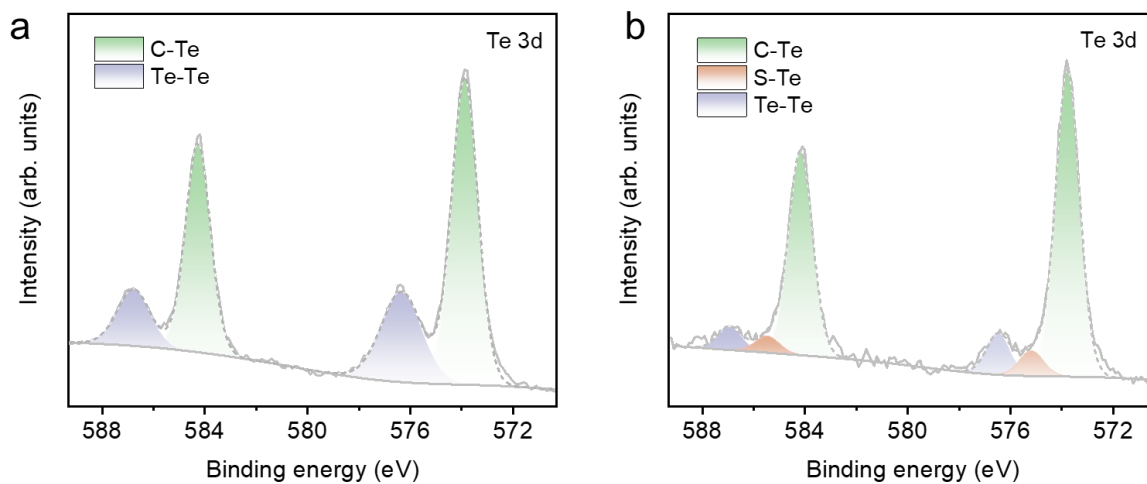 a
Te 3d
C-Te
Te-Te
Intensity (arb. units)
588 584 580 576 572
Binding energy (eV)
b
Te 3d
C-Te
S-Te
Te-Te
Intensity (arb. units)
588 584 580 576 572
Binding energy (eV)